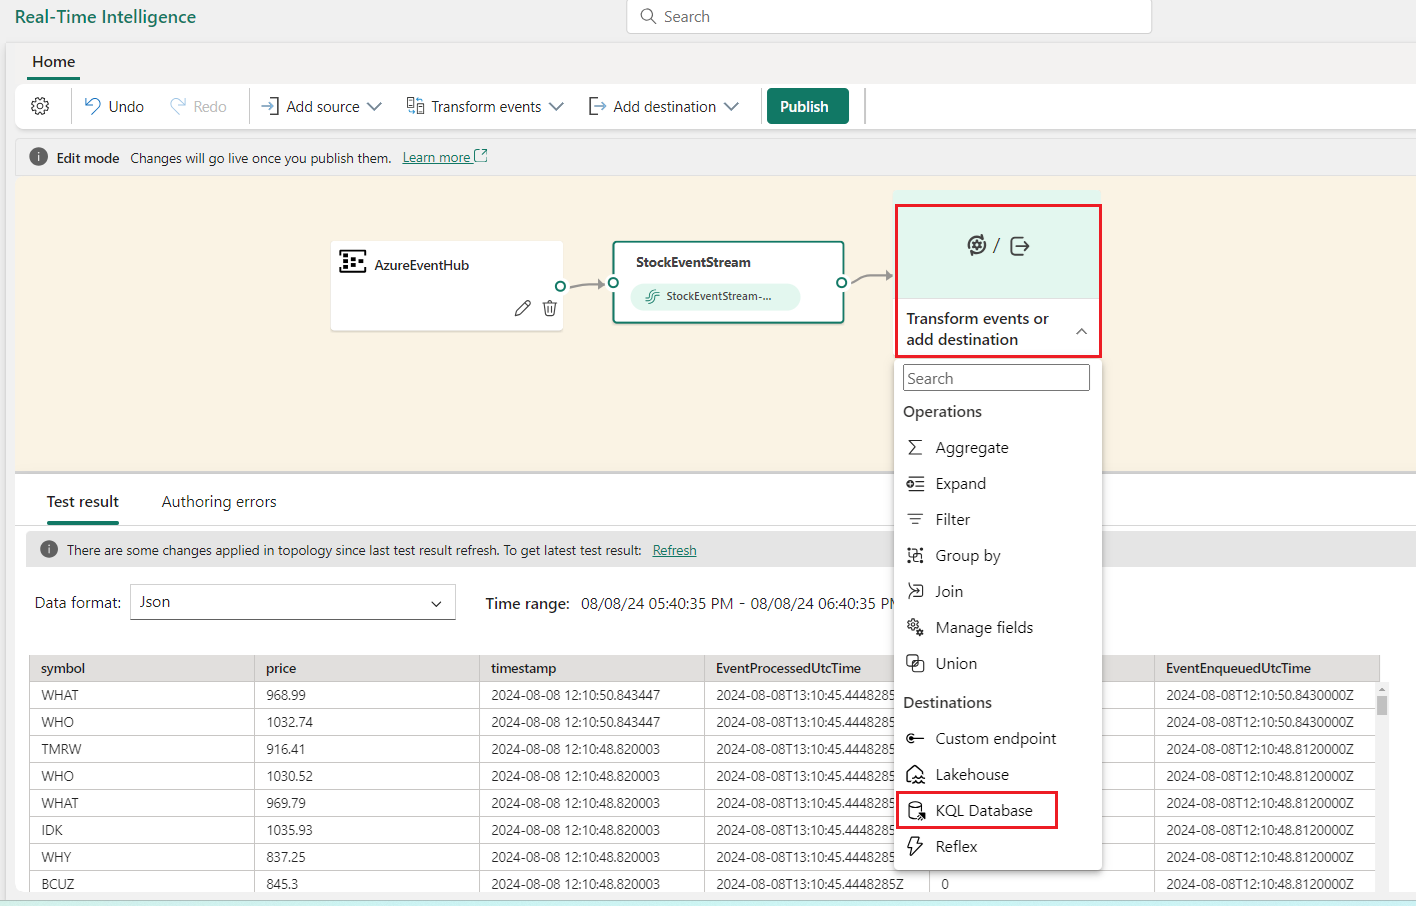 Real-Time Intelligence
Search
Home
Undo Redo Add source Transform events Add destination Publish
Edit mode Changes will go live once you publish them. Learn more
AzureEventHub
StockEventStream
StockEventStream-...
/
Transform events or
add destination
Search
Operations
Aggregate
Expand
Filter
Group by
Join
Manage fields
Union
Destinations
Custom endpoint
Lakehouse
KQL Database
Reflex
Test result Authoring errors
There are some changes applied in topology since last test result refresh. To get latest test result: Refresh
Data format: Json Time range: 08/08/24 05:40:35 PM - 08/08/24 06:40:35 PM
symbol price timestamp EventProcessedUtcTime EventEnqueuedUtcTime
WHAT 968.99 2024-08-08 12:10:50.843447 2024-08-08T13:10:45.4448285 2024-08-08T12:10:50.8430000Z
WHO 1032.74 2024-08-08 12:10:50.843447 2024-08-08T13:10:45.4448285 2024-08-08T12:10:50.8430000Z
TMRW 916.41 2024-08-08 12:10:48.820003 2024-08-08T13:10:45.4448285 2024-08-08T12:10:48.8120000Z
WHO 1030.52 2024-08-08 12:10:48.820003 2024-08-08T13:10:45.4448285 2024-08-08T12:10:48.8120000Z
WHAT 969.79 2024-08-08 12:10:48.820003 2024-08-08T13:10:45.4448285 2024-08-08T12:10:48.8120000Z
IDK 1035.93 2024-08-08 12:10:48.820003 2024-08-08T13:10:45.4448285 2024-08-08T12:10:48.8120000Z
WHY 837.25 2024-08-08 12:10:48.820003 2024-08-08T13:10:45.4448285 2024-08-08T12:10:48.8120000Z
BCUZ 845.3 2024-08-08 12:10:48.820003 2024-08-08T13:10:45.4448285Z 0 2024-08-08T12:10:48.8120000Z